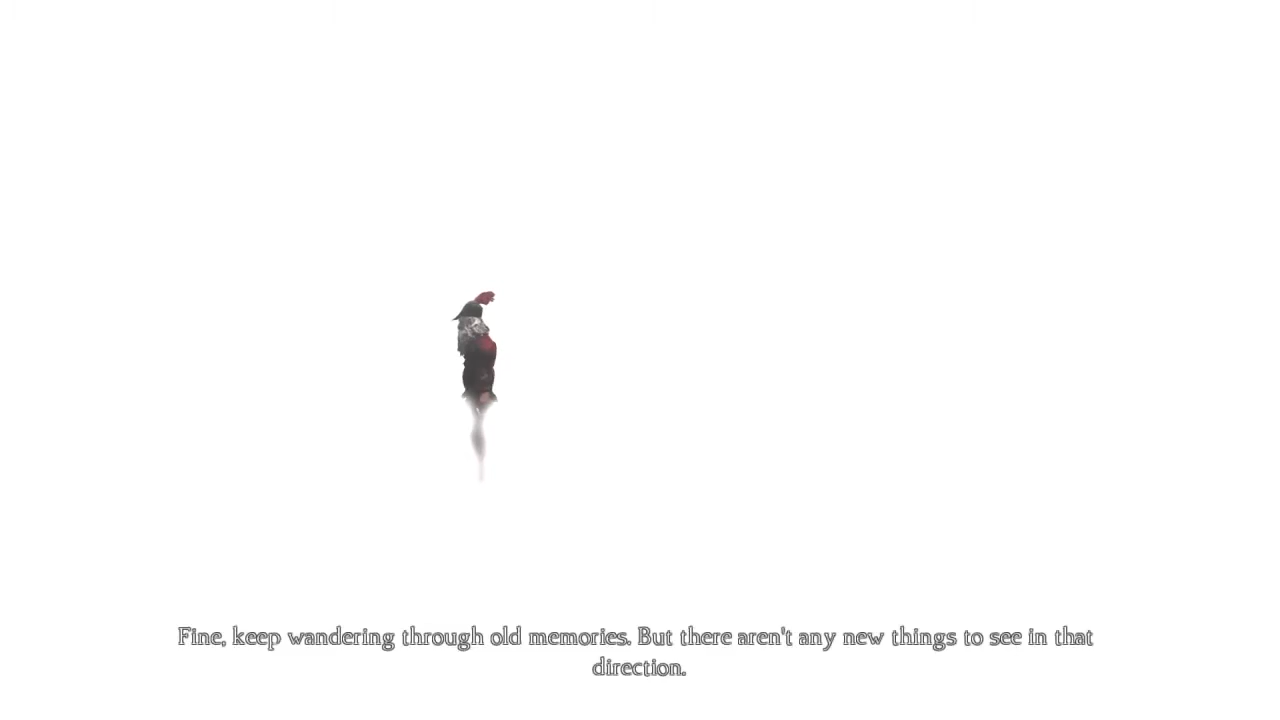 Fine, keep wandering through old memories. But there aren't any new things to see in that
direction.